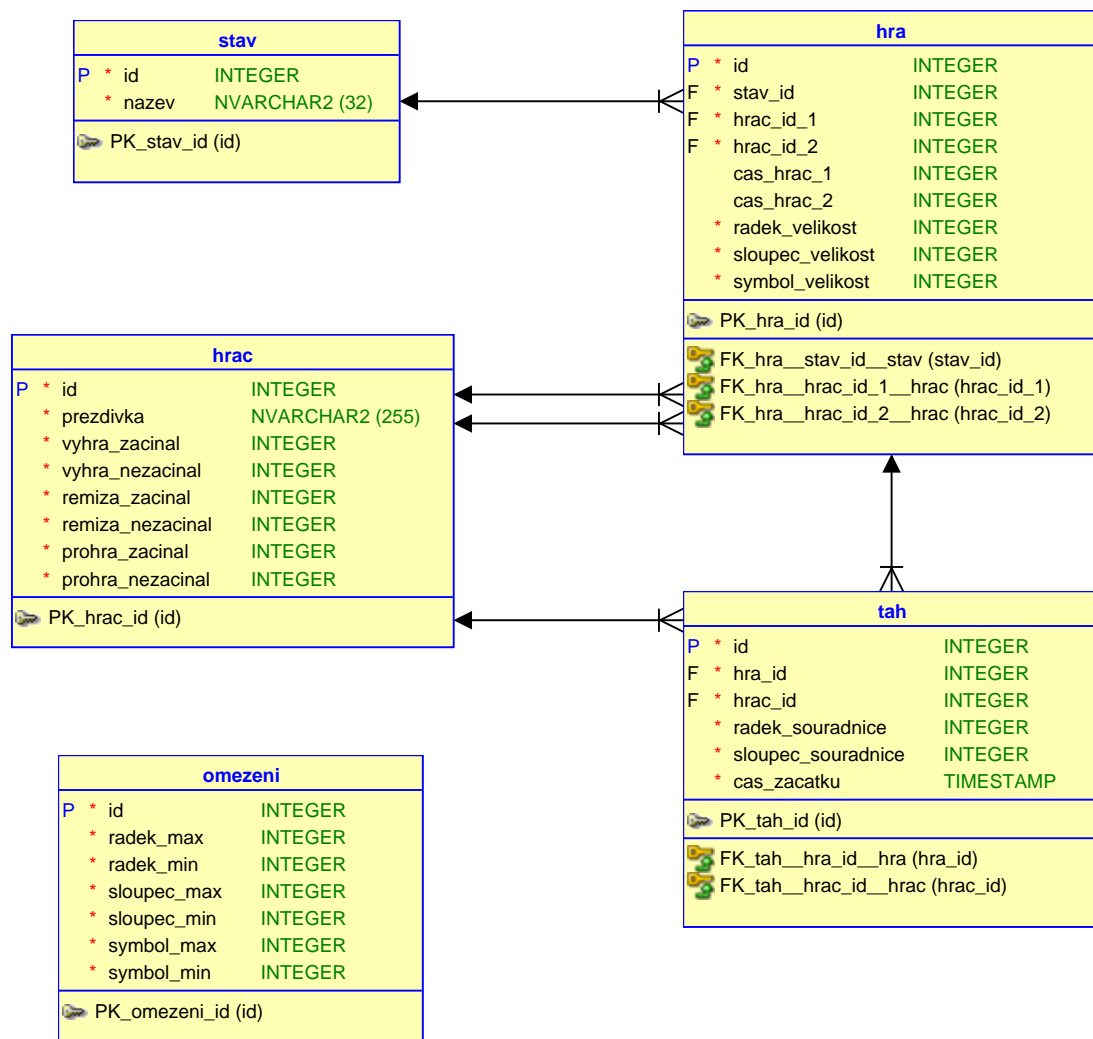 stav
P * id INTEGER
* nazev NVARCHAR2 (32)
PK_stav_id (id)
hra
P * id INTEGER
F * stav_id INTEGER
F * hrac_id_1 INTEGER
F * hrac_id_2 INTEGER
cas_hrac_1 INTEGER
cas_hrac_2 INTEGER
* radek_velikost INTEGER
* sloupec_velikost INTEGER
* symbol_velikost INTEGER
PK_hra_id (id)
FK_hra__stav_id__stav (stav_id)
FK_hra__hrac_id_1__hrac (hrac_id_1)
FK_hra__hrac_id_2__hrac (hrac_id_2)
hrac
P * id INTEGER
* prezdivka NVARCHAR2 (255)
* vyhra_zacinal INTEGER
* vyhra_nezacinal INTEGER
* remiza_zacinal INTEGER
* remiza_nezacinal INTEGER
* prohra_zacinal INTEGER
* prohra_nezacinal INTEGER
PK_hrac_id (id)
tah
P * id INTEGER
F * hra_id INTEGER
F * hrac_id INTEGER
* radek_souradnice INTEGER
* sloupec_souradnice INTEGER
* cas_zacatku TIMESTAMP
PK_tah_id (id)
FK_tah__hra_id__hra (hra_id)
FK_tah__hrac_id__hrac (hrac_id)
omezeni
P * id INTEGER
* radek_max INTEGER
* radek_min INTEGER
* sloupec_max INTEGER
* sloupec_min INTEGER
* symbol_max INTEGER
* symbol_min INTEGER
PK_omezeni_id (id)